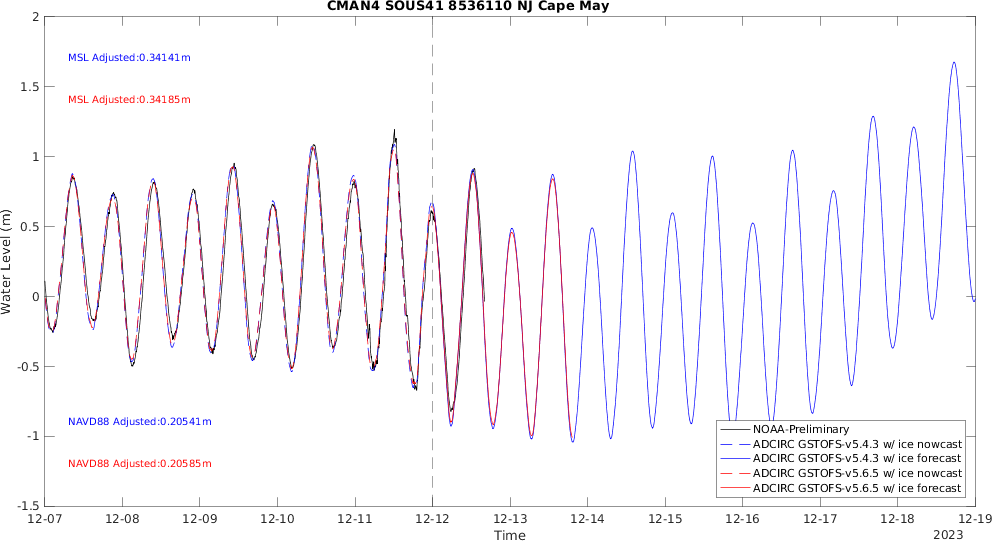 CMAN4 SOUS41 8536110 NJ Cape May
2
1.5
1
0.5
0
-0.5
-1
-1.5
Water Level (m)
MSL Adjusted:0.34141m
MSL Adjusted:0.34185m
NAVD88 Adjusted:0.20541m
NAVD88 Adjusted:0.20585m
NOAA-Preliminary
ADCIRC GSTOFS-v5.4.3 w/ ice nowcast
ADCIRC GSTOFS-v5.4.3 w/ ice forecast
ADCIRC GSTOFS-v5.6.5 w/ ice nowcast
ADCIRC GSTOFS-v5.6.5 w/ ice forecast
12-07 12-08 12-09 12-10 12-11 12-12 12-13 12-14 12-15 12-16 12-17 12-18 12-19
Time
2023